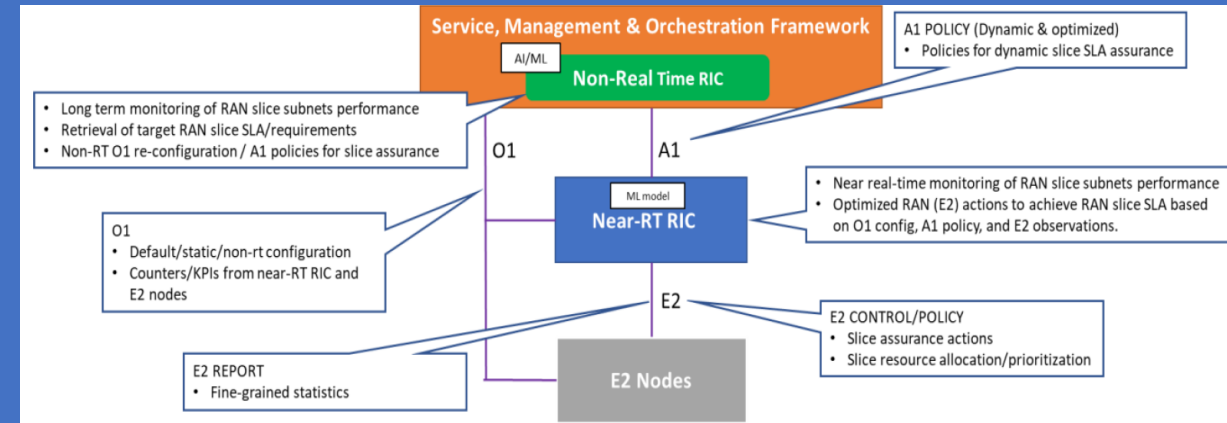 Service, Management & Orchestration Framework
AI/ML
Non-Real Time RIC
A1 POLICY (Dynamic & optimized)
• Policies for dynamic slice SLA assurance
• Long term monitoring of RAN slice subnets performance
• Retrieval of target RAN slice SLA/requirements
• Non-RT O1 re-configuration / A1 policies for slice assurance
O1
A1
ML model
Near-RT RIC
• Near real-time monitoring of RAN slice subnets performance
• Optimized RAN (E2) actions to achieve RAN slice SLA based
on O1 config, A1 policy, and E2 observations.
O1
• Default/static/non-rt configuration
• Counters/KPIs from near-RT RIC and
E2 nodes
E2
E2 CONTROL/POLICY
• Slice assurance actions
• Slice resource allocation/prioritization
E2 REPORT
• Fine-grained statistics
E2 Nodes